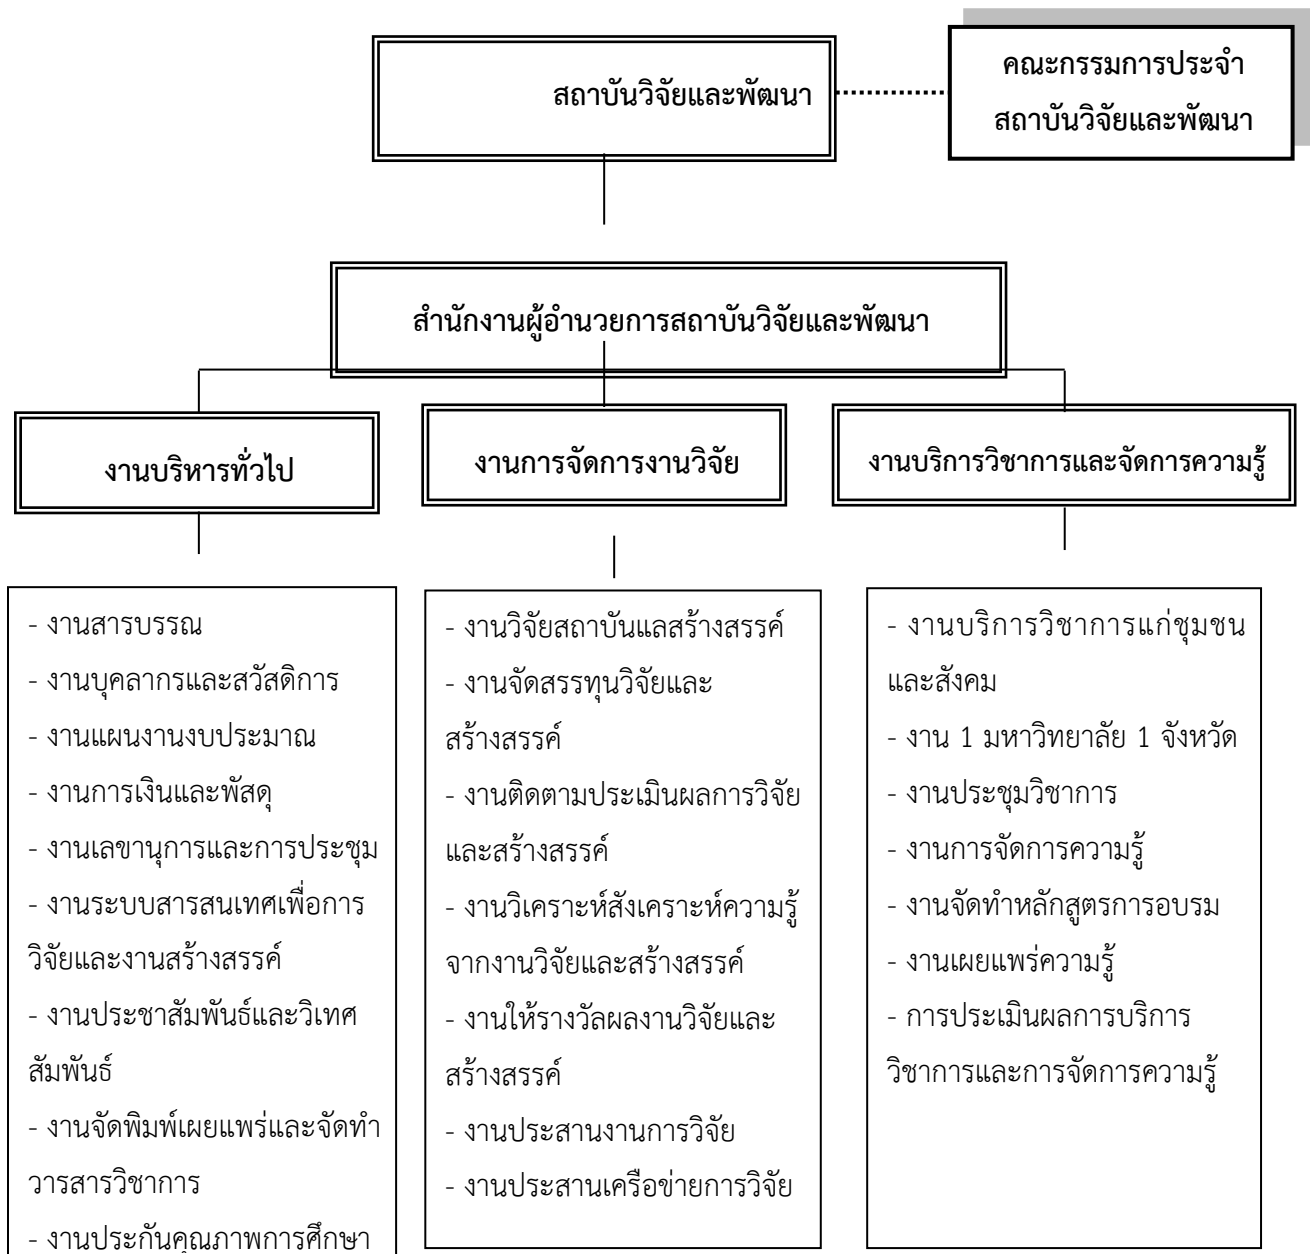 สถาบันวิจัยและพัฒนา
คณะกรรมการประจำ
สถาบันวิจัยและพัฒนา
สำนักงานผู้อำนวยการสถาบันวิจัยและพัฒนา
งานบริหารทั่วไป
งานการจัดการงานวิจัย
งานบริการวิชาการและจัดการความรู้
- งานสารบรรณ
- งานบุคลากรและสวัสดิการ
- งานแผนงานงบประมาณ
- งานการเงินและพัสดุ
- งานเลขานุการและการประชุม
- งานระบบสารสนเทศเพื่อการ
วิจัยและงานสร้างสรรค์
- งานประชาสัมพันธ์และวิเทศ
สัมพันธ์
- งานจัดพิมพ์เผยแพร่และจัดทำ
วารสารวิชาการ
- งานประกันคุณภาพการศึกษา
- งานวิจัยสถาบันแลสร้างสรรค์
- งานจัดสรรทุนวิจัยและ
สร้างสรรค์
- งานติดตามประเมินผลการวิจัย
และสร้างสรรค์
- งานวิเคราะห์สังเคราะห์ความรู้
จากงานวิจัยและสร้างสรรค์
- งานให้รางวัลผลงานวิจัยและ
สร้างสรรค์
- งานประสานงานการวิจัย
- งานประสานเครือข่ายการวิจัย
- งานบริการวิชาการแก่ชุมชน
และสังคม
- งาน 1 มหาวิทยาลัย 1 จังหวัด
- งานประชุมวิชาการ
- งานการจัดการความรู้
- งานจัดทำหลักสูตรการอบรม
- งานเผยแพร่ความรู้
- การประเมินผลการบริการ
วิชาการและการจัดการความรู้